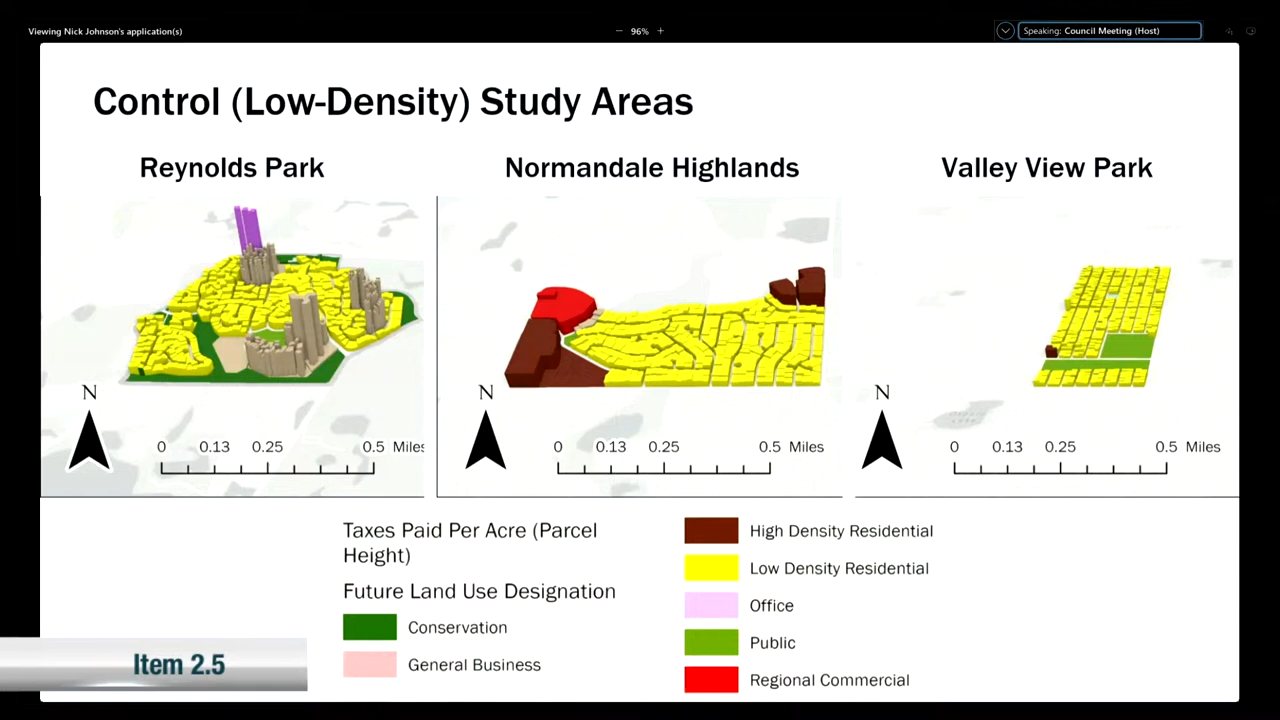 Viewing Nick Johnson's application(s)
96%
Speaking: Council Meeting (Host)
Control (Low-Density) Study Areas
Reynolds Park
Normandale Highlands
Valley View Park
N
0 0.13 0.25 0.5 Miles
N
0 0.13 0.25 0.5 Miles
N
0 0.13 0.25 0.5 Miles
Taxes Paid Per Acre (Parcel
Height)
Future Land Use Designation
Conservation
General Business
High Density Residential
Low Density Residential
Office
Public
Regional Commercial
Item 2.5